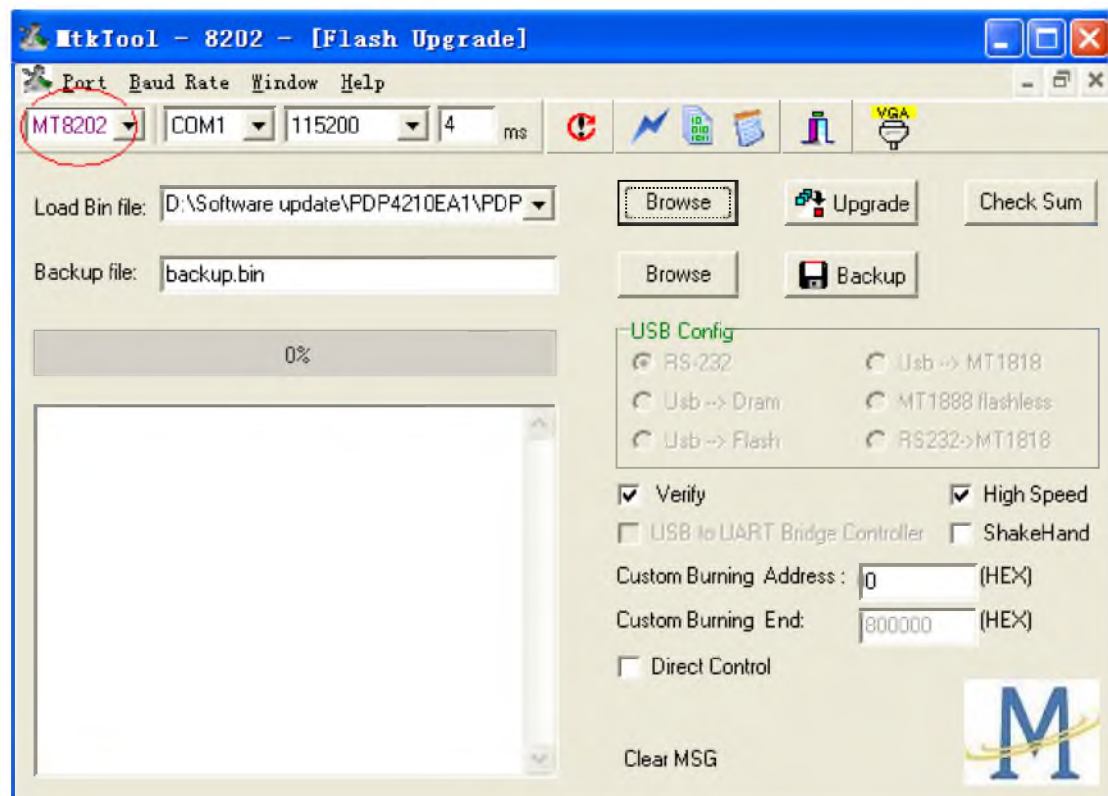 MtkTool - 8202 - [Flash Upgrade]
Port Baud Rate Window Help
MT8202 COM1 115200 4 ms VGA
Load Bin file: D:\Software update\PDP4210EA1\PDP Browse Upgrade Check Sum
Backup file: backup.bin Browse Backup
USB Config
0% RS-232 Usb --> MT1818
Usb --> Dram MT1888 flashless
Usb --> Flash RS232->MT1818
Verify High Speed
USB to UART Bridge Controller ShakeHand
Custom Burning Address : 0 (HEX)
Custom Burning End: 800000 (HEX)
Direct Control
Clear MSG
M